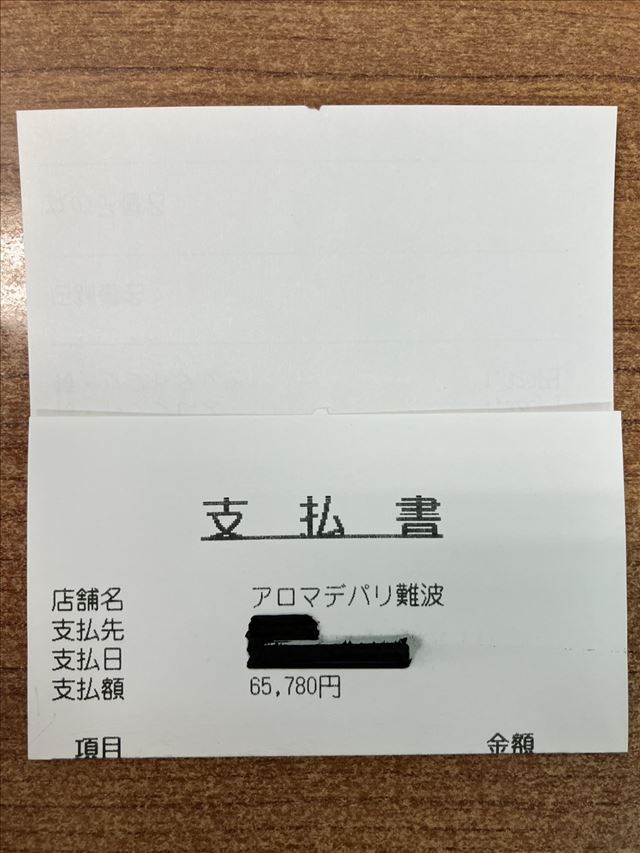 支払書
店舗名 アロマデパリ難波
支払先
支払日
支払額 65,780円
項目 金額